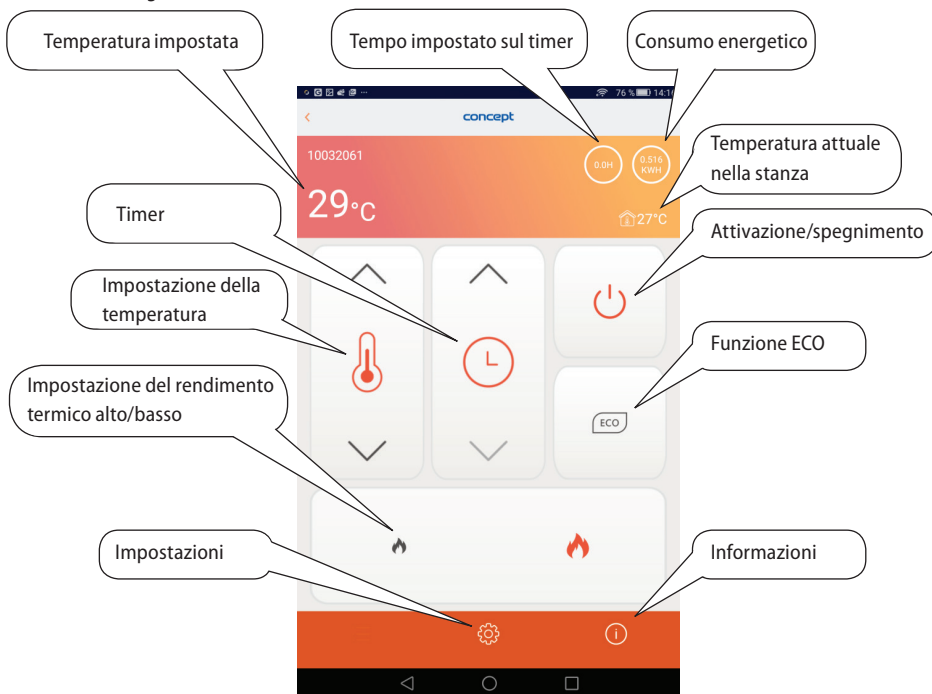 Temperatura impostata
Tempo impostato sul timer
Consumo energetico
76 % 14:16
concept
10032061
0.0H
0.516
KWH
Temperatura attuale
nella stanza
29°C
27°C
Timer
Attivazione/spegnimento
Impostazione della
temperatura
Funzione ECO
ECO
Impostazione del rendimento
termico alto/basso
Impostazioni
Informazioni